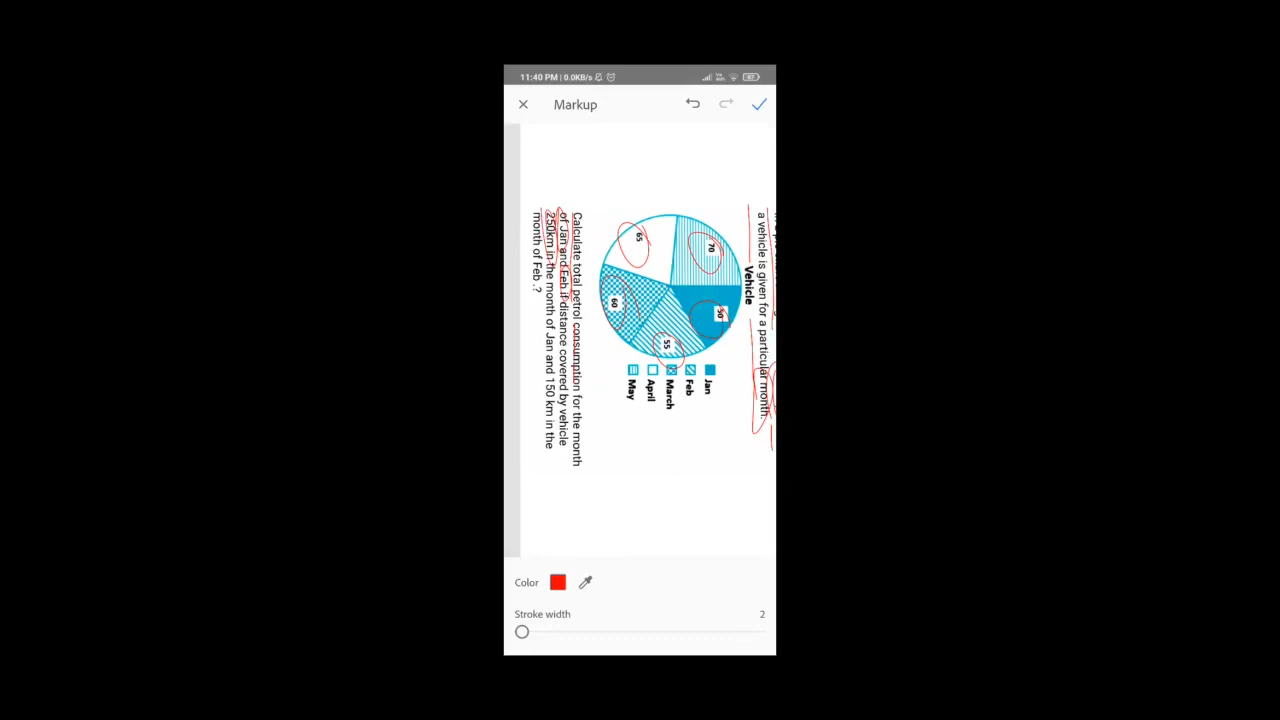 11:40 PM | 0.0KB/s
67
Markup
a vehicle is given for a particular month.
Vehicle
70
50
65
60
55
Jan
Feb
March
April
May
Calculate total petrol consumption for the month
of Jan and Feb if distance covered by vehicle
250km in the month of Jan and 150 km in the
month of Feb .?
Color
Stroke width
2